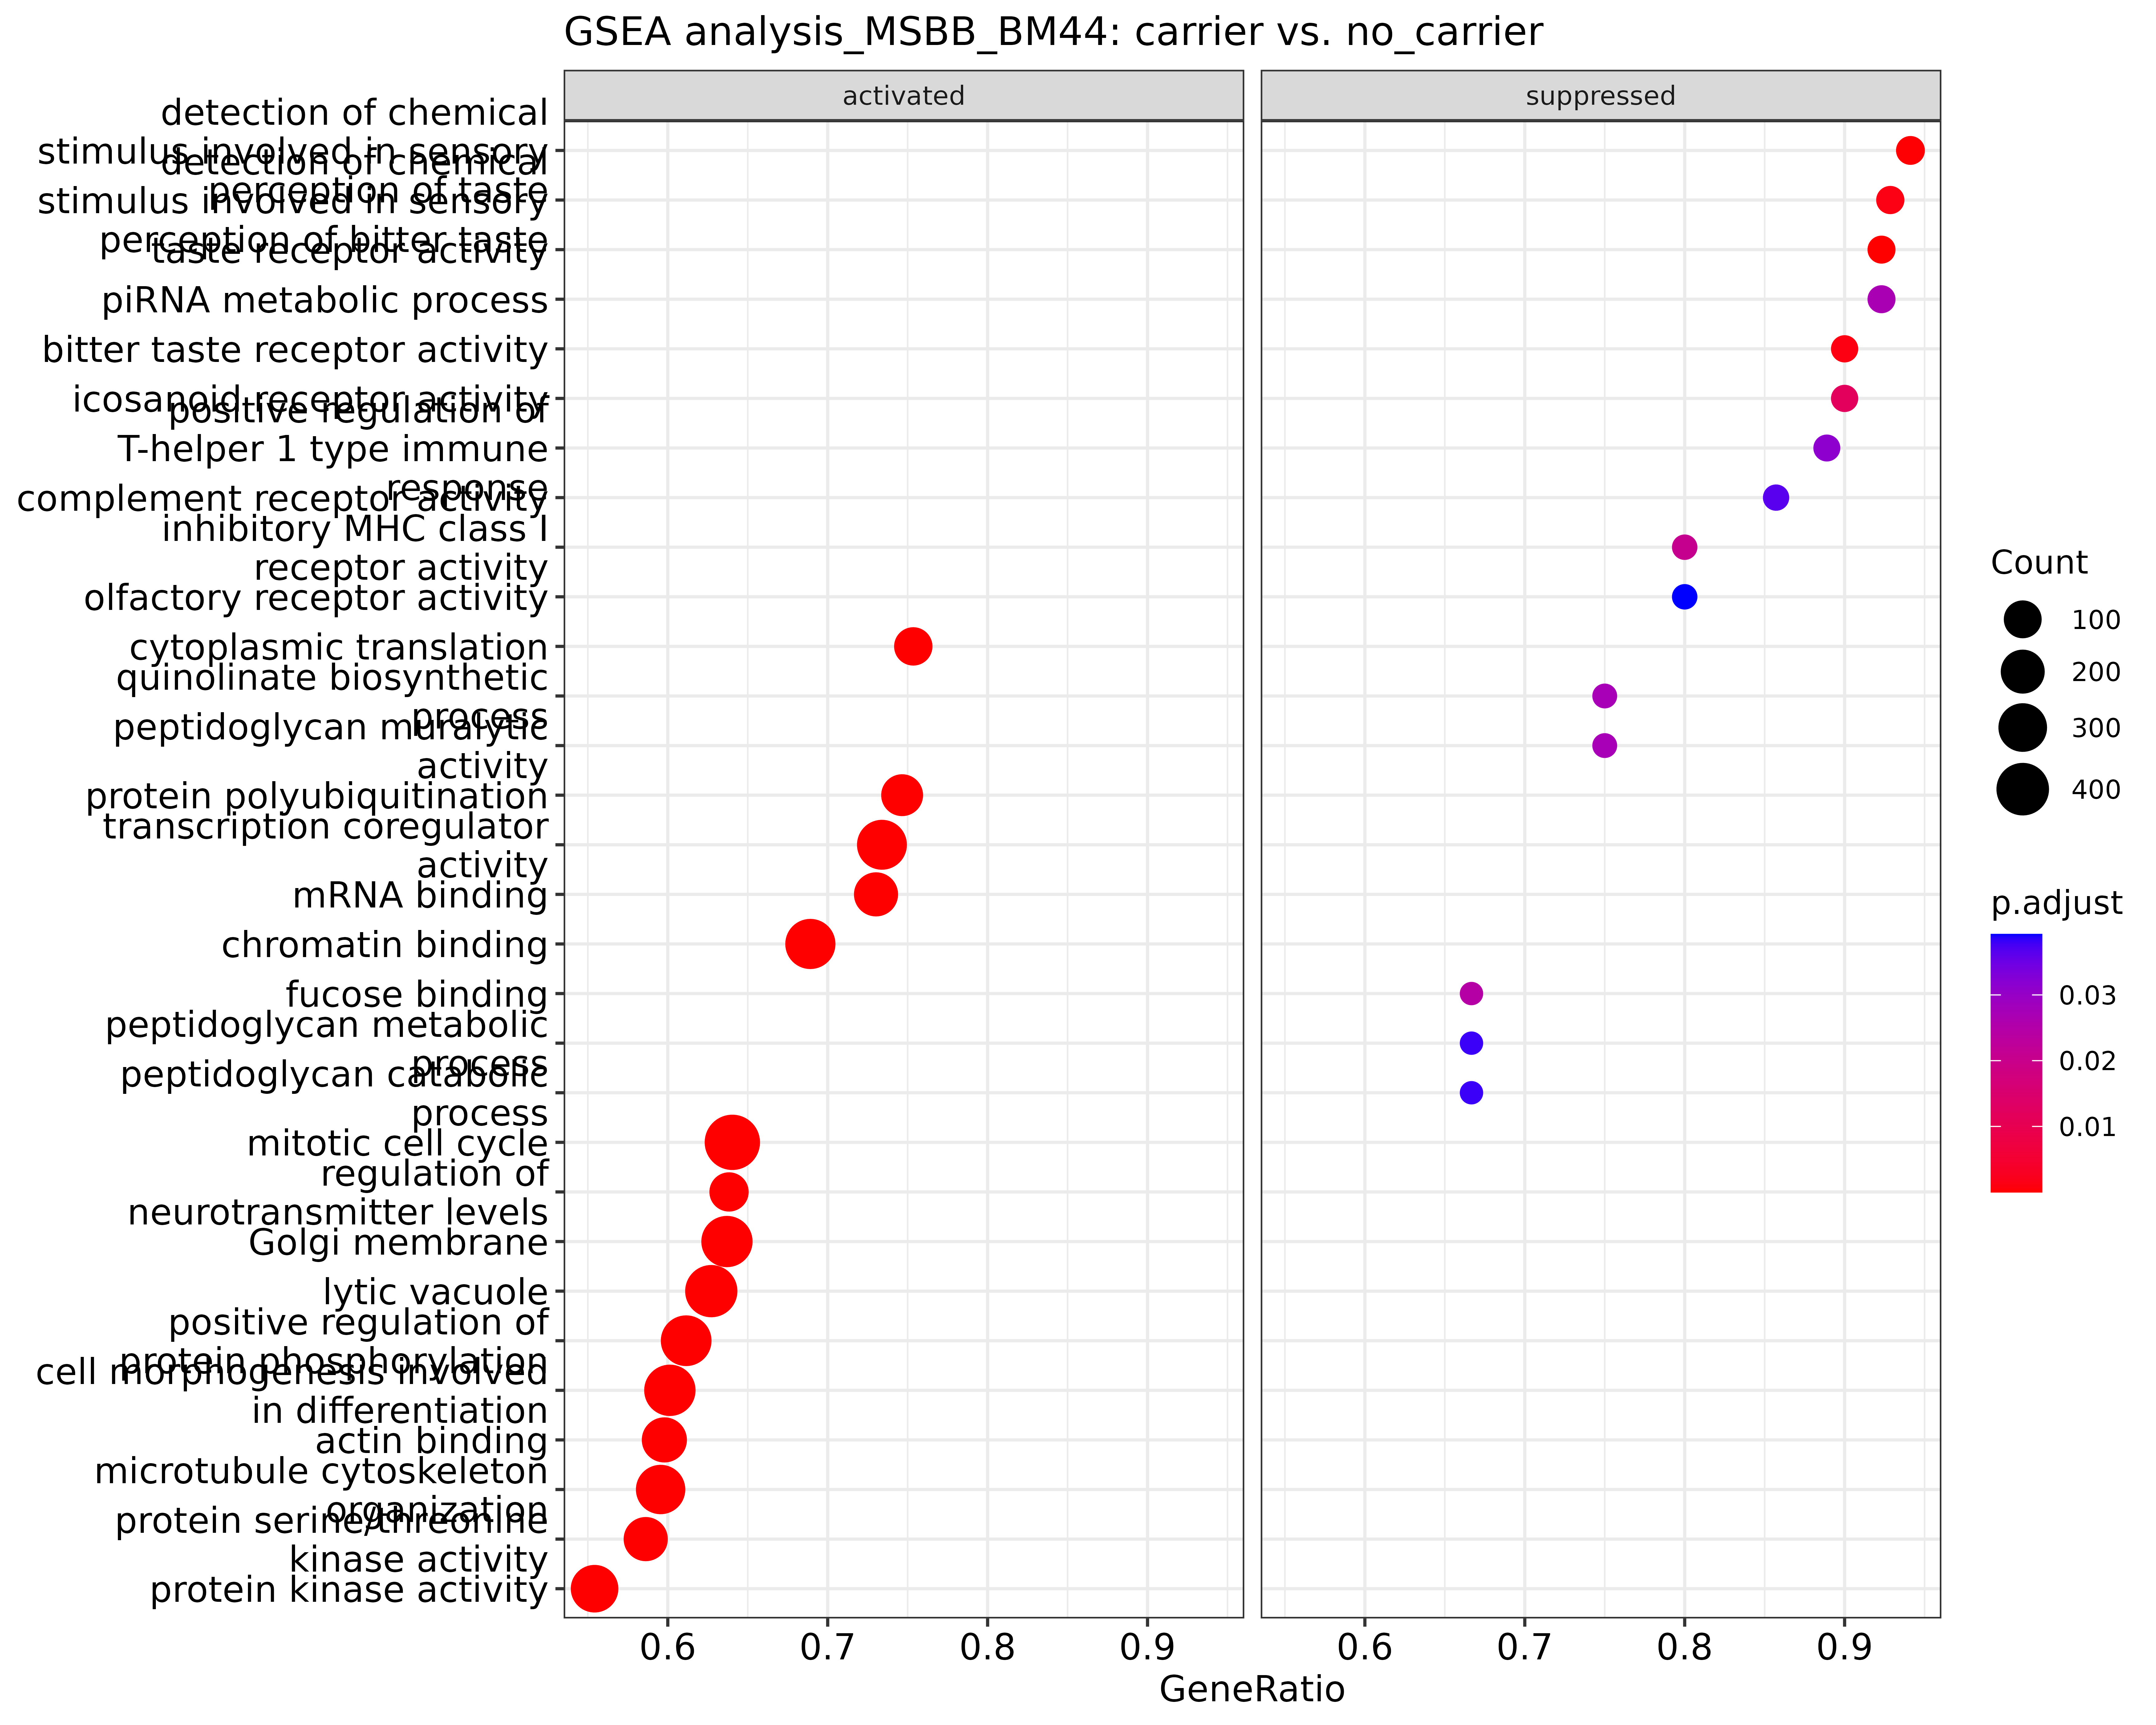 GSEA analysis_MSBB_BM44: carrier vs. no_carrier
activated
suppressed
detection of chemical
stimulus involved in sensory
perception of taste
detection of chemical
stimulus involved in sensory
perception of bitter taste
taste receptor activity
piRNA metabolic process
bitter taste receptor activity
icosanoid receptor activity
positive regulation of
T-helper 1 type immune
response
complement receptor activity
inhibitory MHC class I
receptor activity
olfactory receptor activity
cytoplasmic translation
quinolinate biosynthetic
process
peptidoglycan muralytic
activity
protein polyubiquitination
transcription coregulator
activity
mRNA binding
chromatin binding
fucose binding
peptidoglycan metabolic
process
peptidoglycan catabolic
process
mitotic cell cycle
regulation of
neurotransmitter levels
Golgi membrane
lytic vacuole
positive regulation of
protein phosphorylation
cell morphogenesis involved
in differentiation
actin binding
microtubule cytoskeleton
organization
protein serine/threonine
kinase activity
protein kinase activity
0.6 0.7 0.8 0.9
0.6 0.7 0.8 0.9
GeneRatio
Count
100
200
300
400
p.adjust
0.03
0.02
0.01